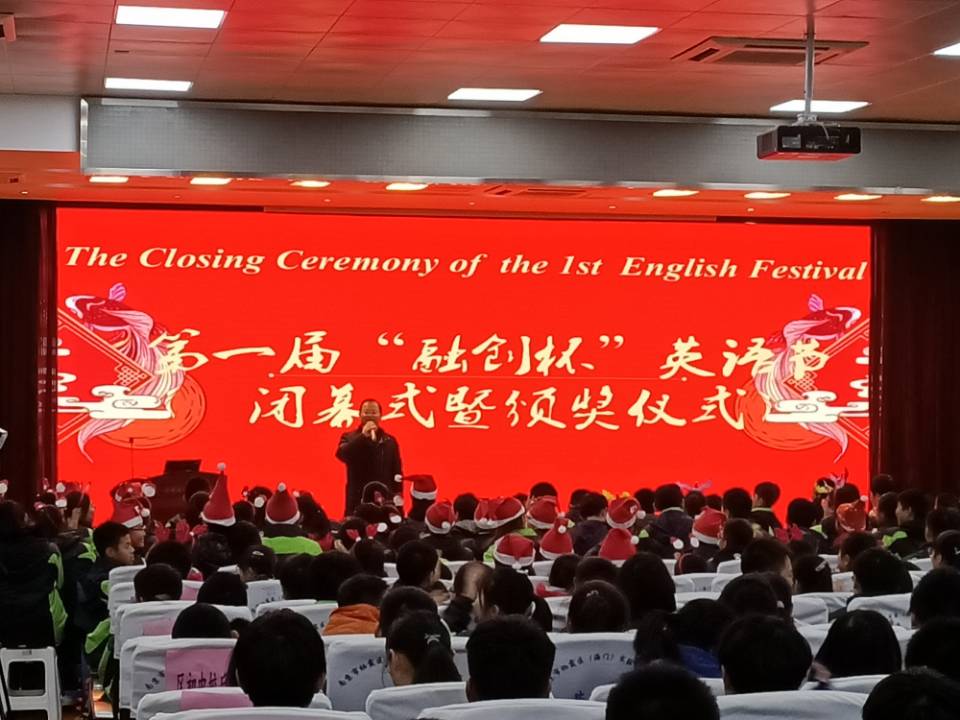 The Closing Ceremony of the 1st English Festival
第一届“融创杯”英语节
闭幕式暨颁奖仪式